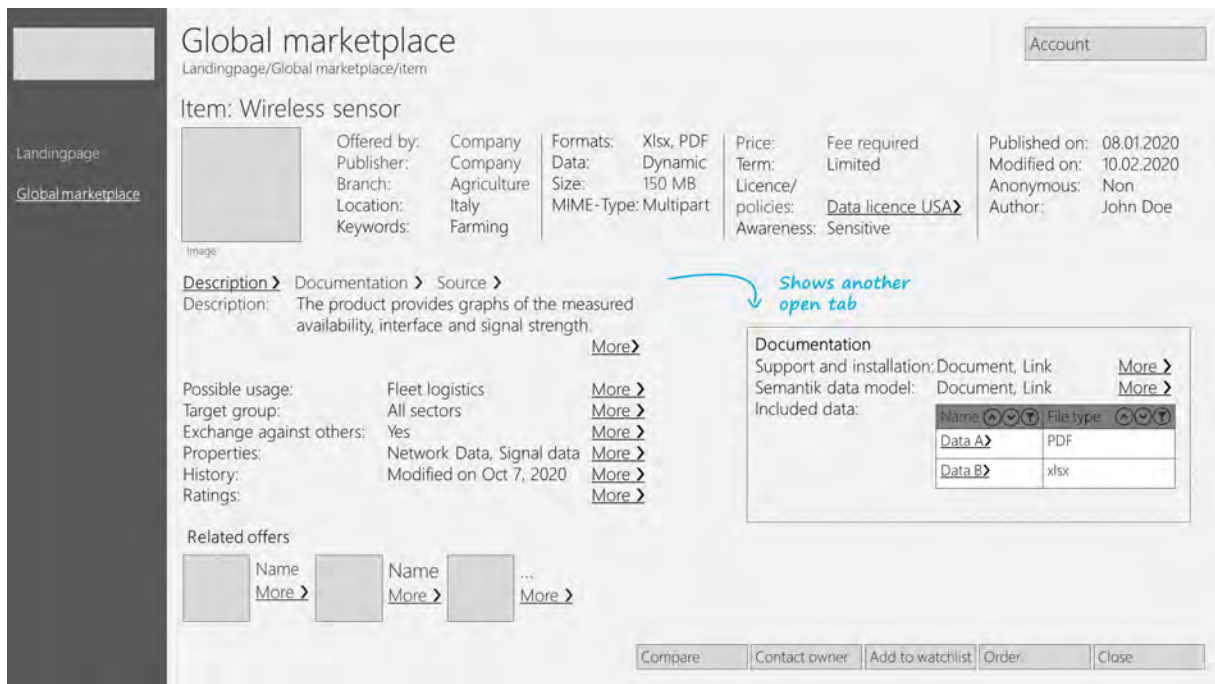 Global marketplace
Landingpage/Global marketplace/item
Account
Landingpage
Global marketplace
Item: Wireless sensor
Image
Offered by: Company
Publisher: Company
Branch: Agriculture
Location: Italy
Keywords: Farming
Formats: Xlsx, PDF
Data: Dynamic
Size: 150 MB
MIME-Type: Multipart
Price: Fee required
Term: Limited
Licence/
policies: Data licence USA❯
Awareness: Sensitive
Published on: 08.01.2020
Modified on: 10.02.2020
Anonymous: Non
Author: John Doe
Description ❯ Documentation ❯ Source ❯
Description: The product provides graphs of the measured
availability, interface and signal strength.
More❯
Possible usage: Fleet logistics More ❯
Target group: All sectors More ❯
Exchange against others: Yes More ❯
Properties: Network Data, Signal data More ❯
History: Modified on Oct 7, 2020 More ❯
Ratings: More ❯
Shows another
open tab
Documentation
Support and installation: Document, Link More ❯
Semantik data model: Document, Link More ❯
Included data:
Name File type
Data A❯ PDF
Data B❯ xlsx
Related offers
Name
More ❯
Name
More ❯
...
More ❯
Compare
Contact owner
Add to watchlist
Order
Close